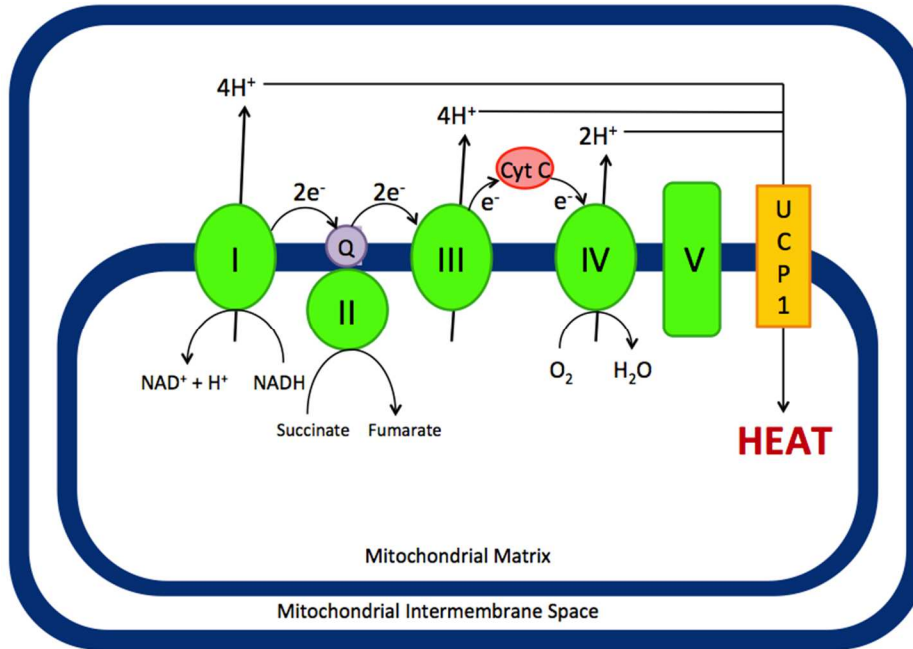 4H⁺
4H⁺
2H⁺
Cyt C
2e⁻
2e⁻
e⁻
e⁻
Q
I
II
III
IV
V
U
C
P
1
NAD⁺ + H⁺
NADH
O₂
H₂O
Succinate
Fumarate
HEAT
Mitochondrial Matrix
Mitochondrial Intermembrane Space